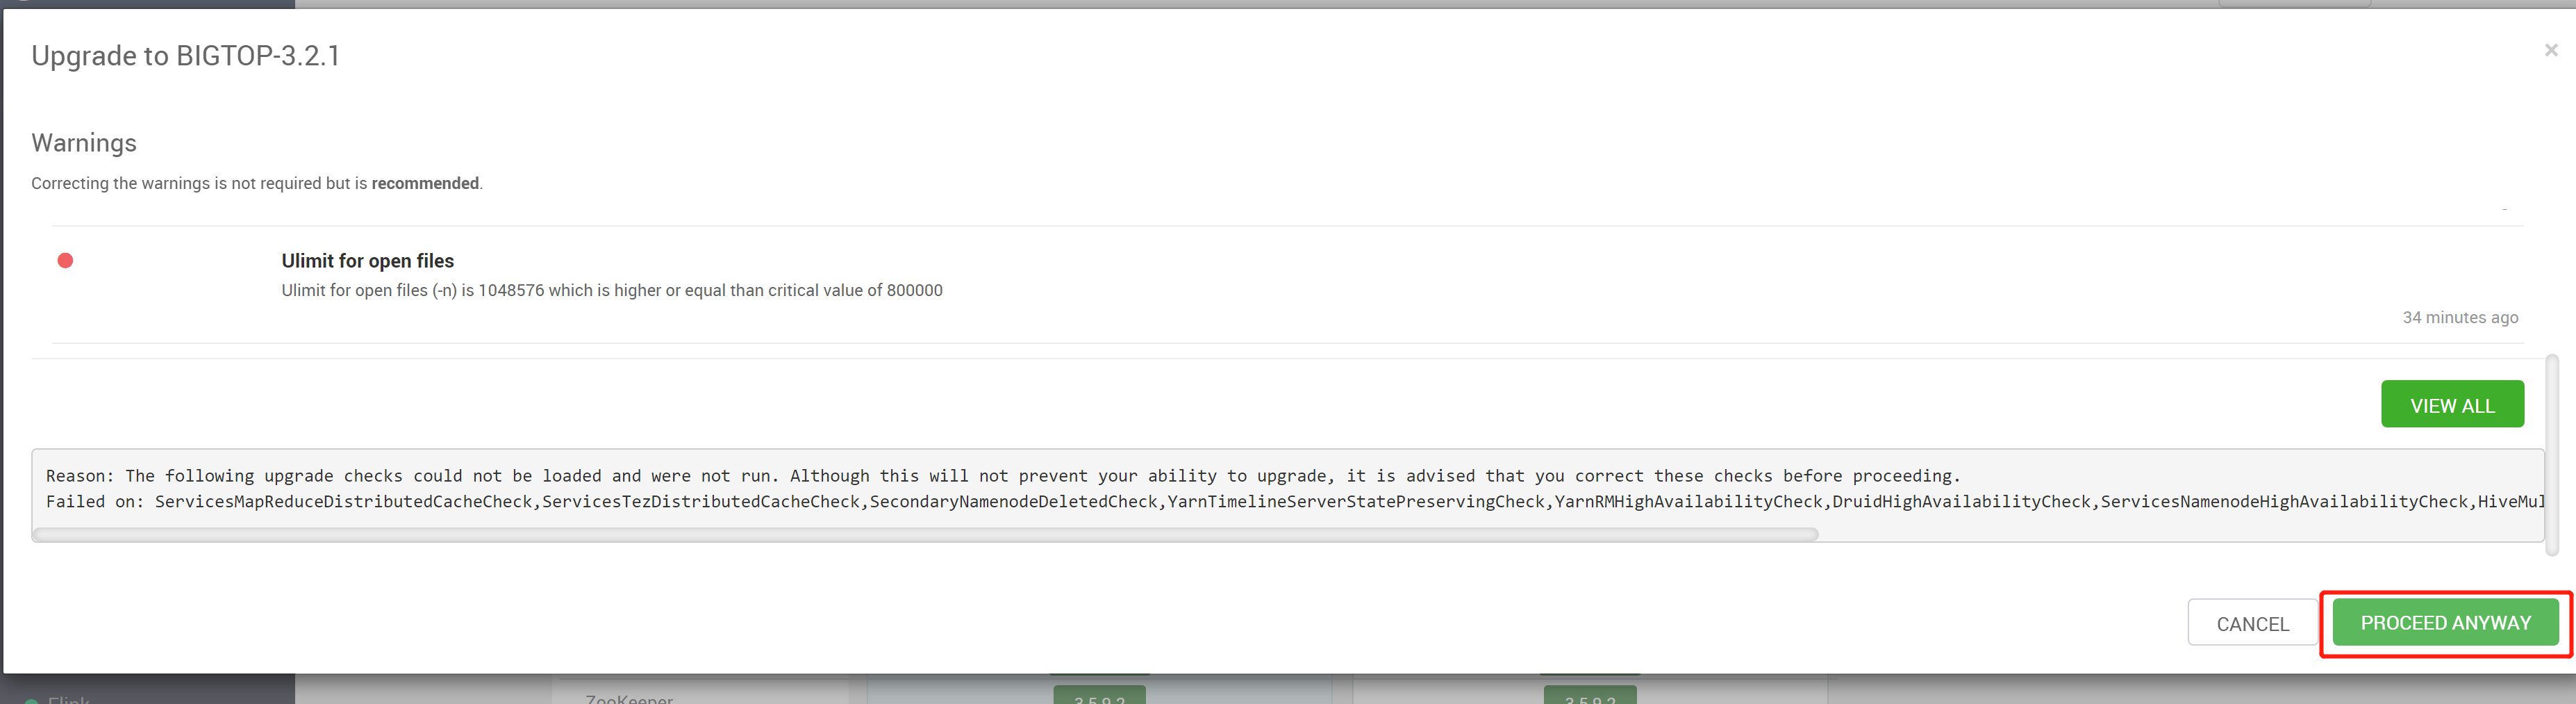 Upgrade to BIGTOP-3.2.1
×
Warnings
Correcting the warnings is not required but is recommended.
Ulimit for open files
Ulimit for open files (-n) is 1048576 which is higher or equal than critical value of 800000
34 minutes ago
VIEW ALL
Reason: The following upgrade checks could not be loaded and were not run. Although this will not prevent your ability to upgrade, it is advised that you correct these checks before proceeding.
Failed on: ServicesMapReduceDistributedCacheCheck,ServicesTezDistributedCacheCheck,SecondaryNamenodeDeletedCheck,YarnTimelineServerStatePreservingCheck,YarnRMHighAvailabilityCheck,DruidHighAvailabilityCheck,ServicesNamenodeHighAvailabilityCheck,HiveMul
CANCEL PROCEED ANYWAY
Flink ZooKeeper 3.5.9.2 3.5.9.2